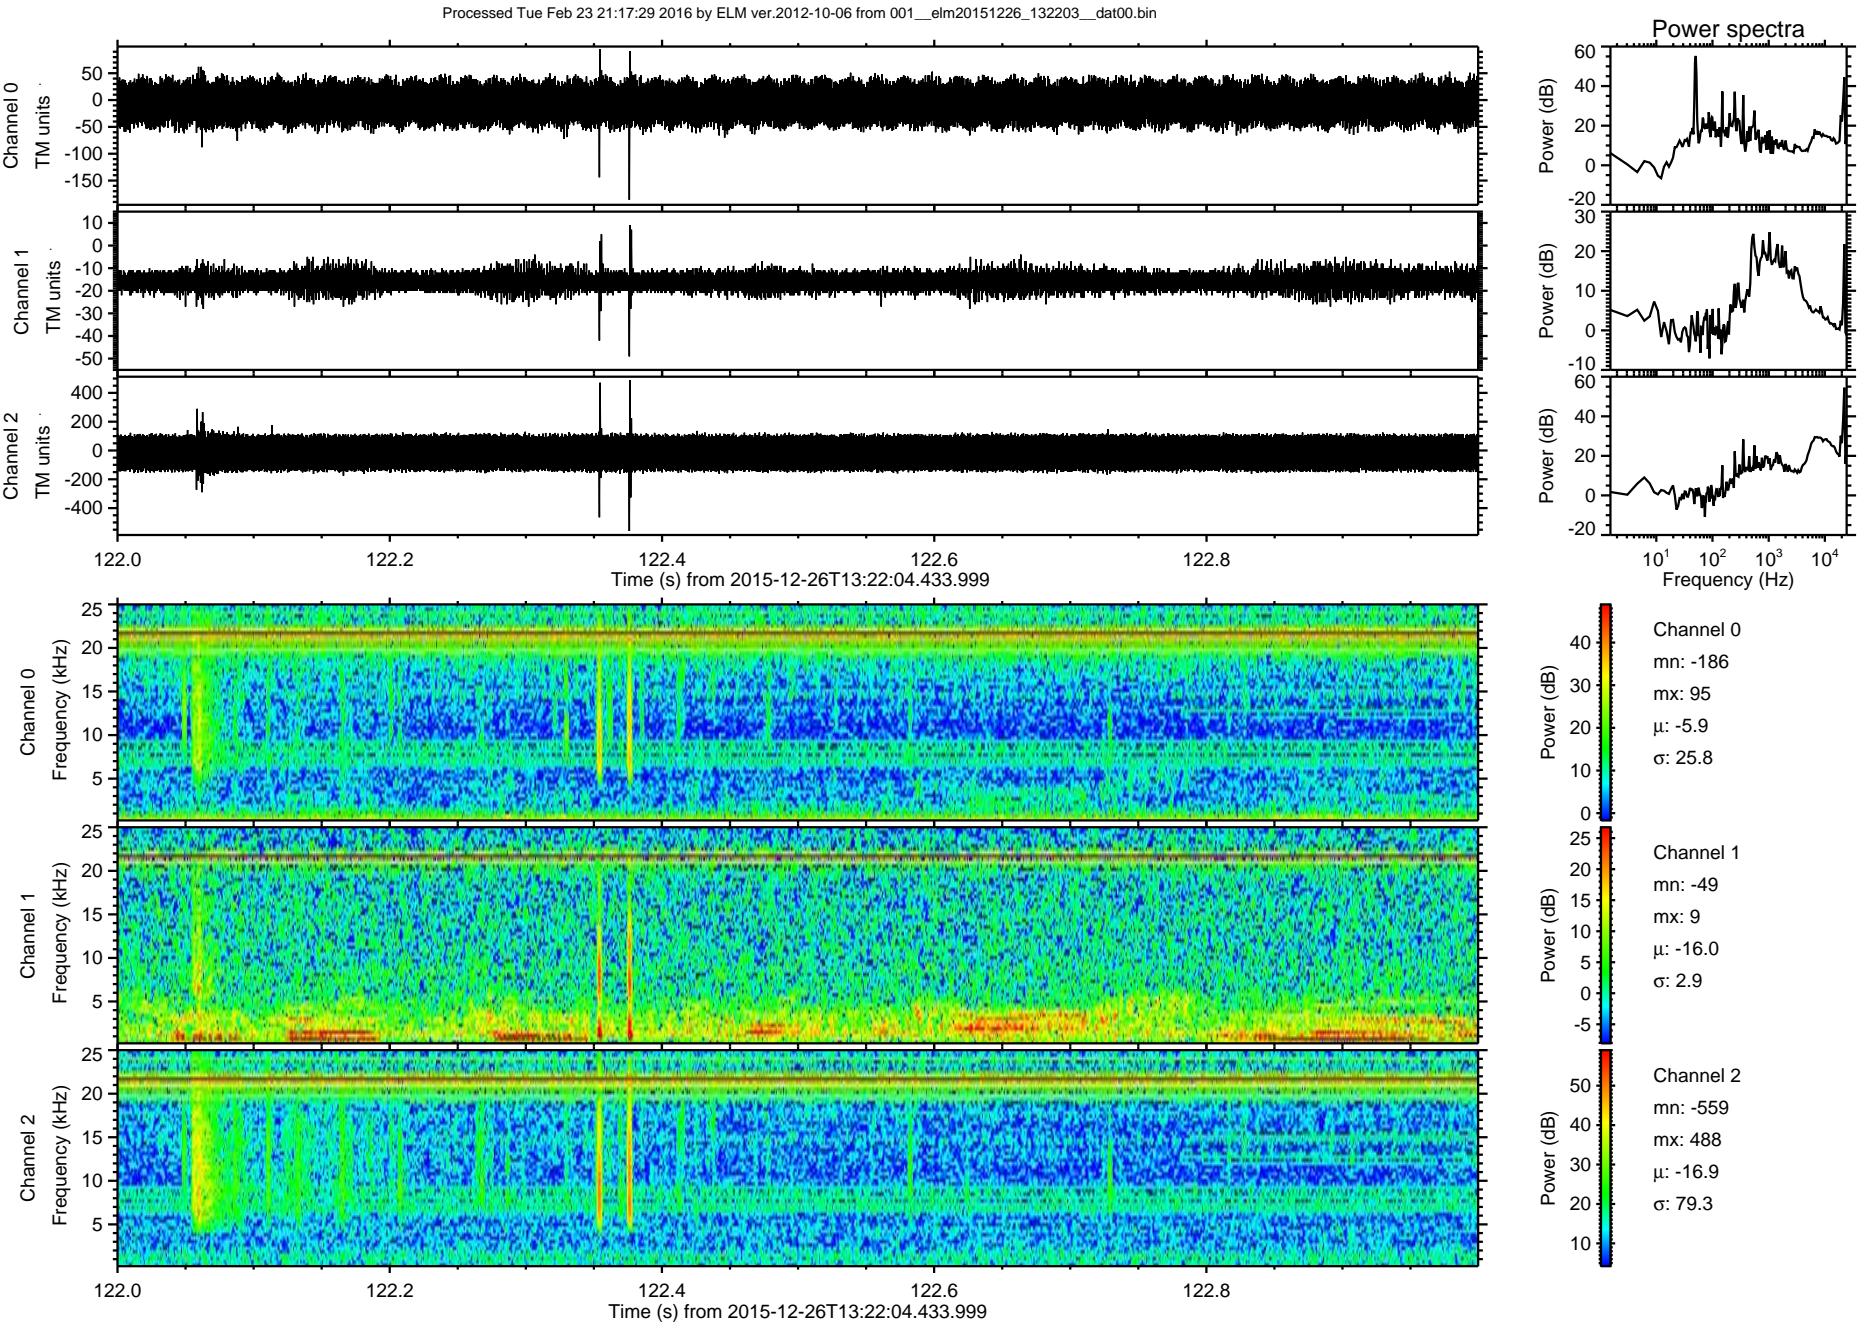 Processed Tue Feb 23 21:17:29 2016 by ELM ver.2012-10-06 from 001__elm20151226_132203__dat00.bin
Power spectra
Channel 0
TM units
50
0
-50
-100
-150
Power (dB)
60
40
20
0
-20
Channel 1
TM units
10
0
-10
-20
-30
-40
-50
Power (dB)
30
20
10
0
-10
Channel 2
TM units
400
200
0
-200
-400
Power (dB)
60
40
20
0
-20
122.0 122.2 122.4 122.6 122.8
Time (s) from 2015-12-26T13:22:04.433.999
10^1 10^2 10^3 10^4
Frequency (Hz)
Channel 0
Frequency (kHz)
25
20
15
10
5
Power (dB)
40
30
20
10
0
Channel 0
mn: -186
mx: 95
μ: -5.9
σ: 25.8
Channel 1
Frequency (kHz)
25
20
15
10
5
Power (dB)
25
20
15
10
5
0
-5
Channel 1
mn: -49
mx: 9
μ: -16.0
σ: 2.9
Channel 2
Frequency (kHz)
25
20
15
10
5
Power (dB)
50
40
30
20
10
Channel 2
mn: -559
mx: 488
μ: -16.9
σ: 79.3
122.0 122.2 122.4 122.6 122.8
Time (s) from 2015-12-26T13:22:04.433.999